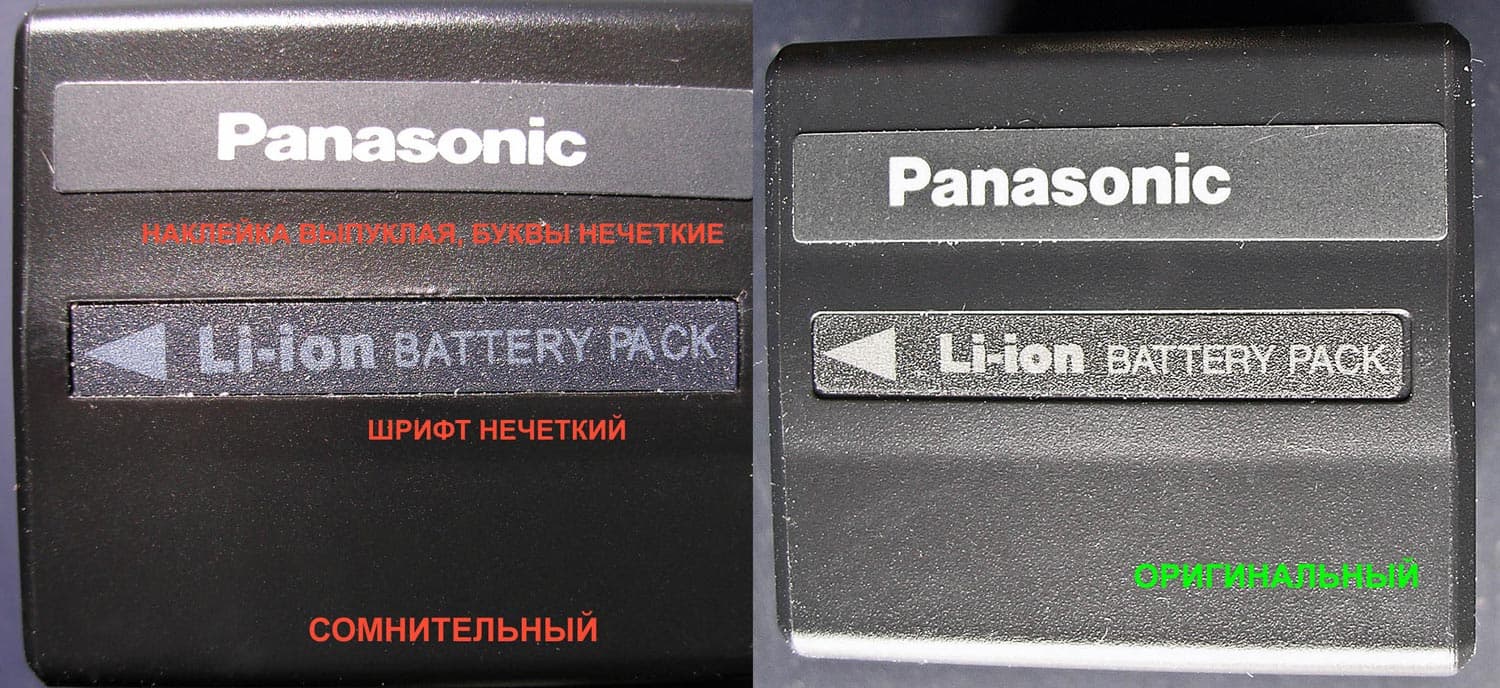 Panasonic
НАКЛЕЙКА ВЫПУКЛАЯ, БУКВЫ НЕЧЕТКИЕ
Li-ion BATTERY PACK
ШРИФТ НЕЧЕТКИЙ
СОМНИТЕЛЬНЫЙ
Panasonic
Li-ion BATTERY PACK
ОРИГИНАЛЬНЫЙ